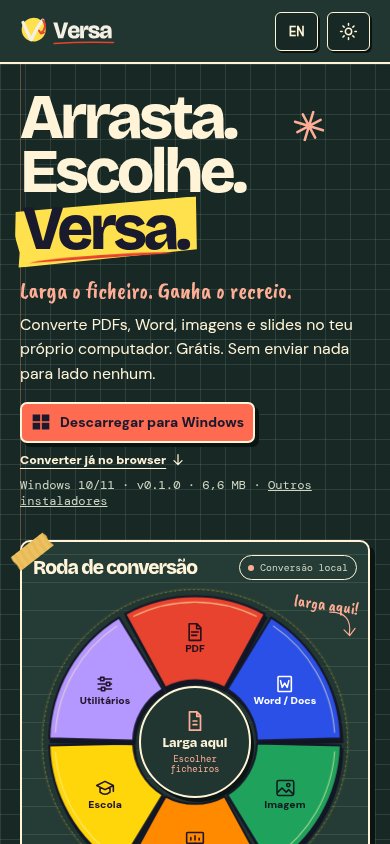 Versa
EN
Arrasta.
Escolhe.
Versa.
Larga o ficheiro. Ganha o recreio.
Converte PDFs, Word, imagens e slides no teu
próprio computador. Grátis. Sem enviar nada
para lado nenhum.
Descarregar para Windows
Converter já no browser ↓
Windows 10/11 · v0.1.0 · 6,6 MB · Outros
instaladores
Roda de conversão
Conversão local
larga aqui!
PDF
Utilitários
Word / Docs
Larga aqui
Escolher
ficheiros
Escola
Imagem